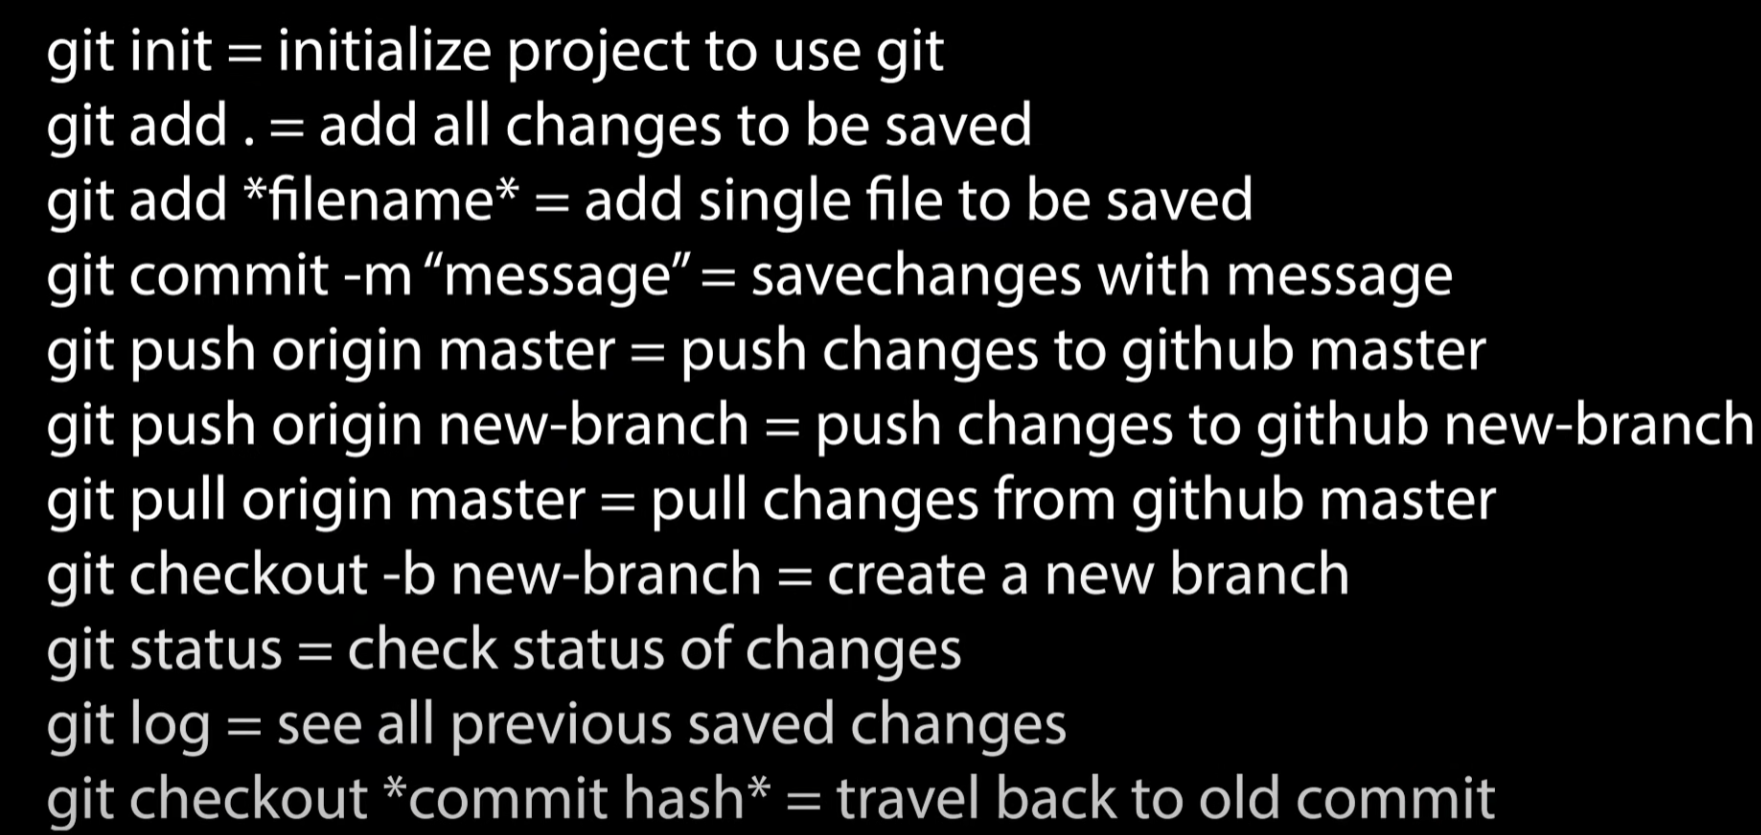 git init = initialize project to use git
git add . = add all changes to be saved
git add *filename* = add single file to be saved
git commit -m “message” = savechanges with message
git push origin master = push changes to github master
git push origin new-branch = push changes to github new-branch
git pull origin master = pull changes from github master
git checkout -b new-branch = create a new branch
git status = check status of changes
git log = see all previous saved changes
git checkout *commit hash* = travel back to old commit